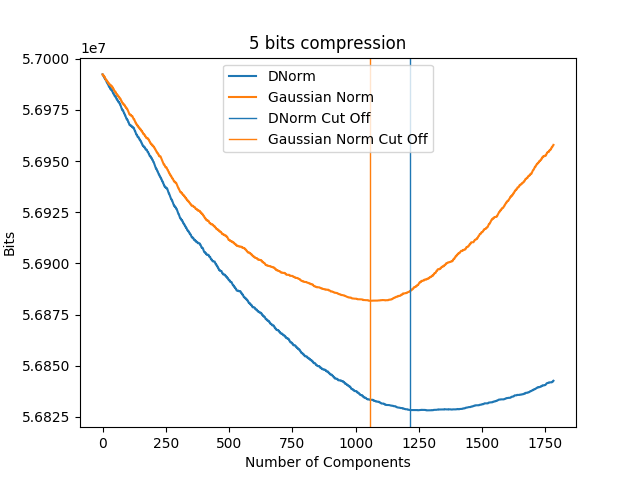 5 bits compression
1e7
5.7000
5.6975
5.6950
5.6925
5.6900
5.6875
5.6850
5.6825
Bits
DNorm
Gaussian Norm
DNorm Cut Off
Gaussian Norm Cut Off
0 250 500 750 1000 1250 1500 1750
Number of Components